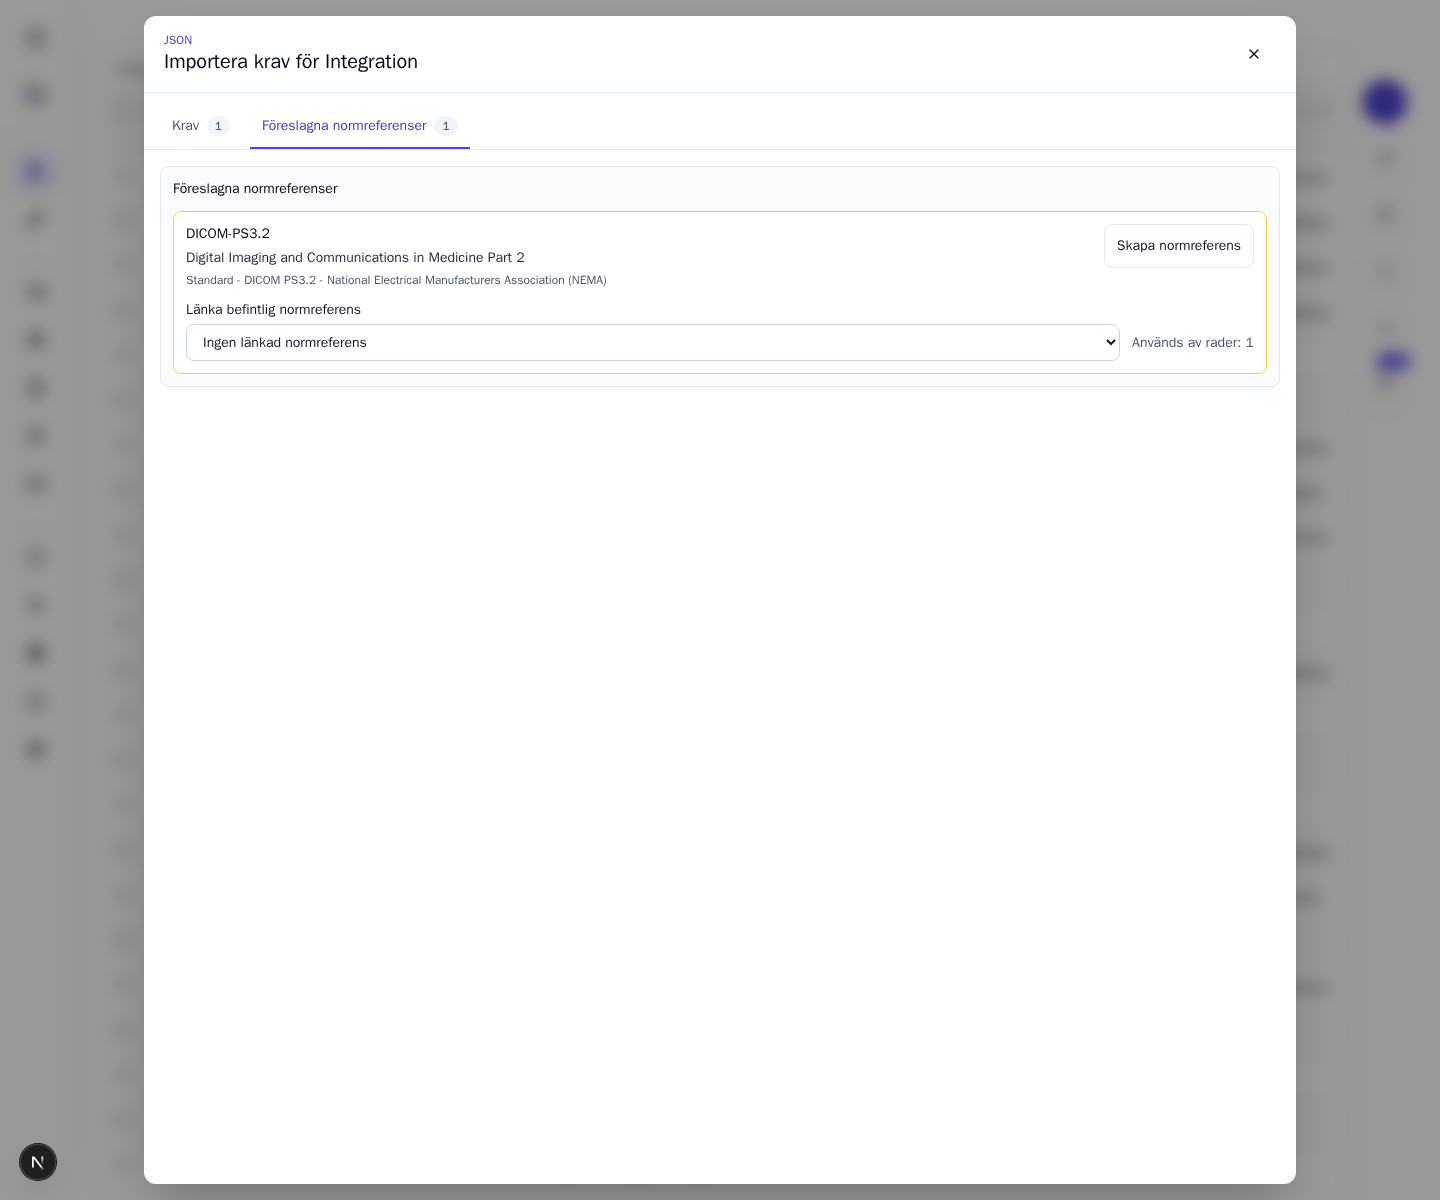 JSON
Importera krav för Integration
Krav 1
Föreslagna normreferenser 1
Föreslagna normreferenser
DICOM-PS3.2
Skapa normreferens
Digital Imaging and Communications in Medicine Part 2
Standard - DICOM PS3.2 - National Electrical Manufacturers Association (NEMA)
Länka befintlig normreferens
Ingen länkad normreferens
Används av rader: 1
N